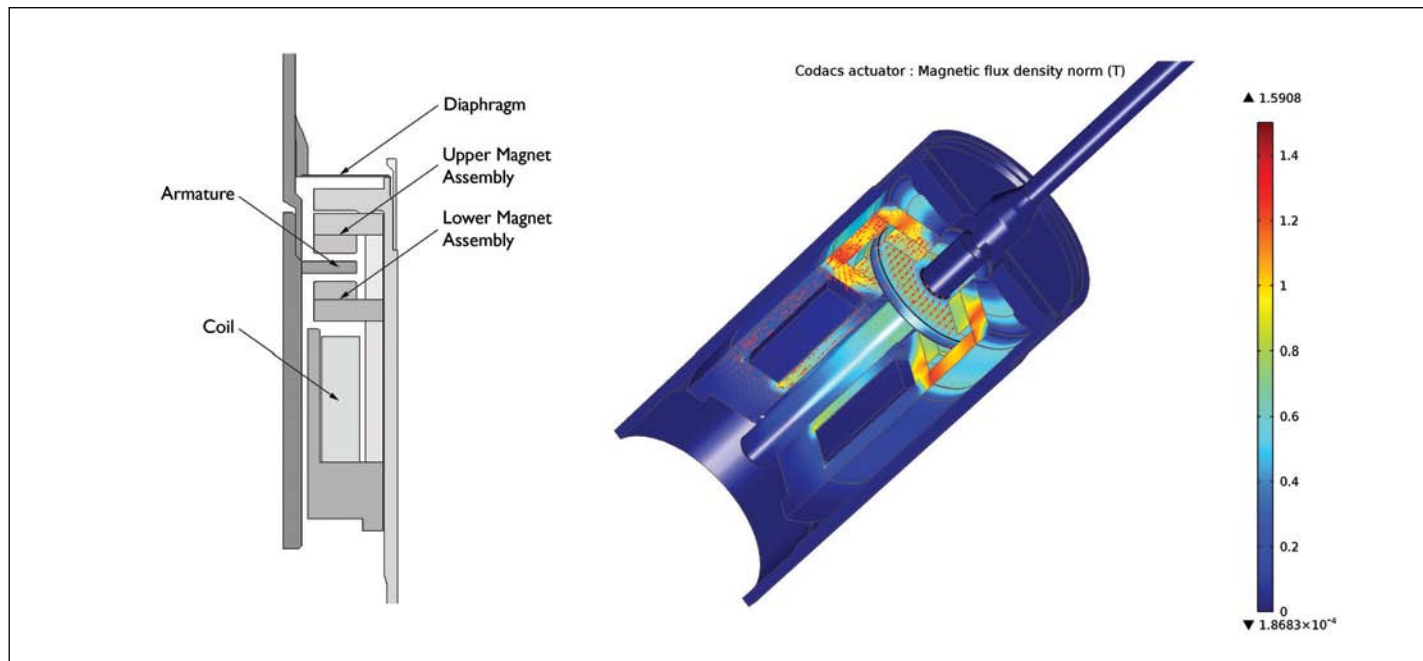 Diaphragm
Upper Magnet
Assembly
Armature
Lower Magnet
Assembly
Coil
Codacs actuator : Magnetic flux density norm (T)
▲ 1.5908
1.4
1.2
1
0.8
0.6
0.4
0.2
0
▼ 1.8683×10⁻⁴